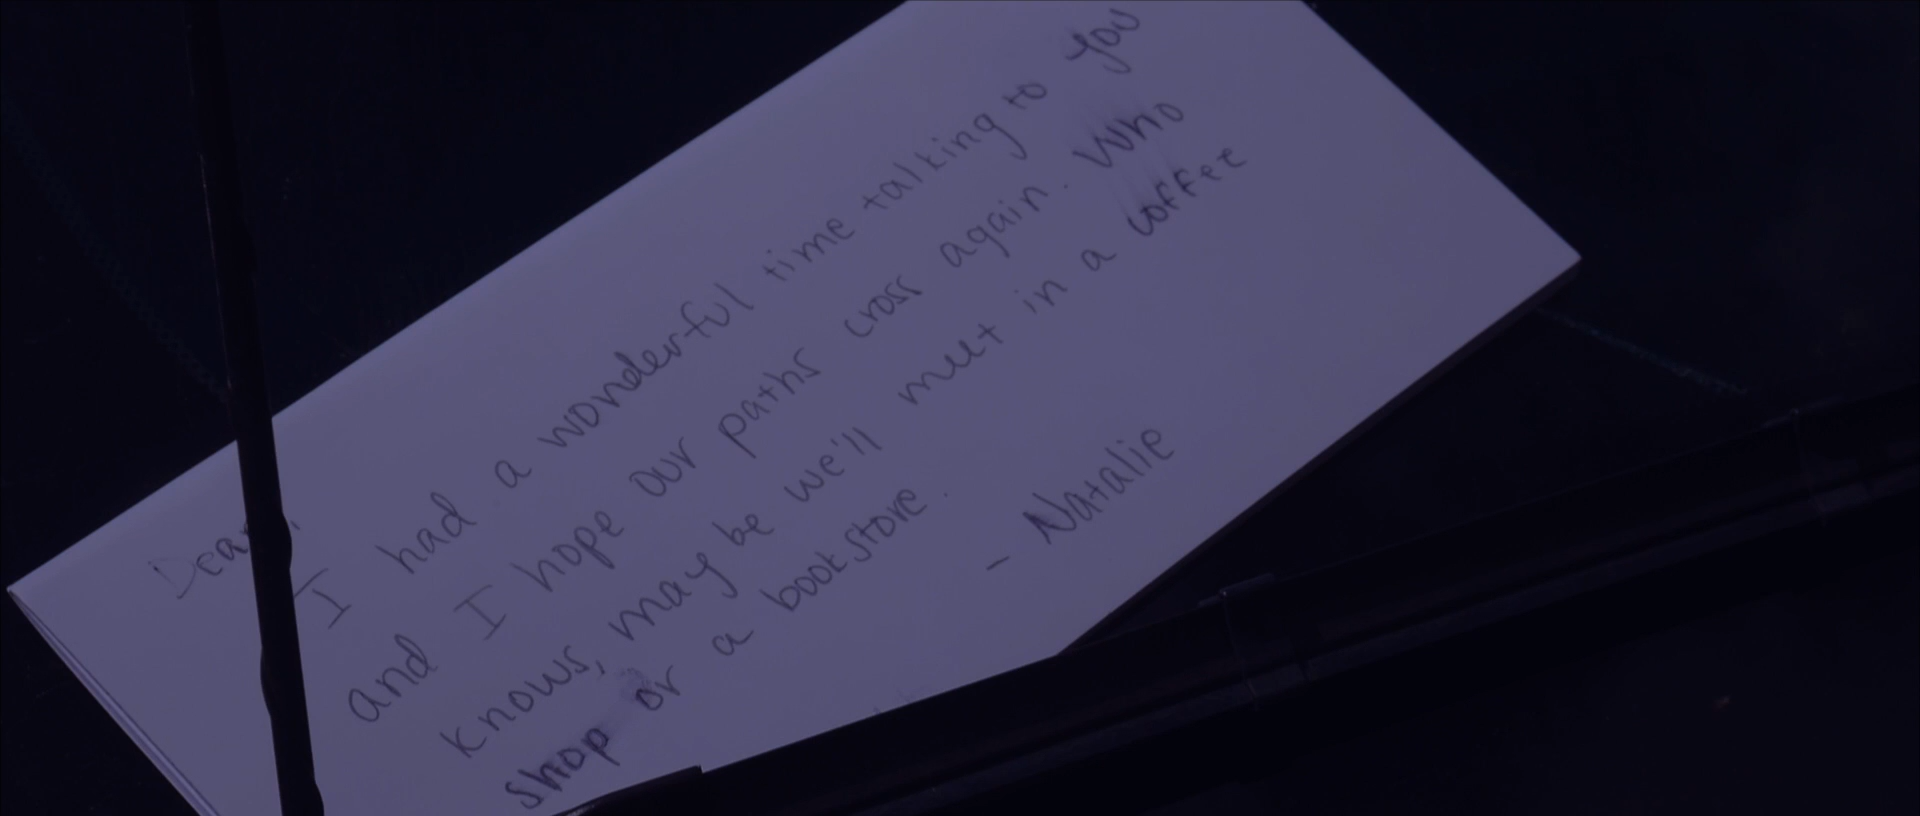 Dear,
I had a wonderful time talking to you
and I hope our paths cross again. Who
knows, maybe we'll meet in a coffee
shop or a bookstore.
- Natalie